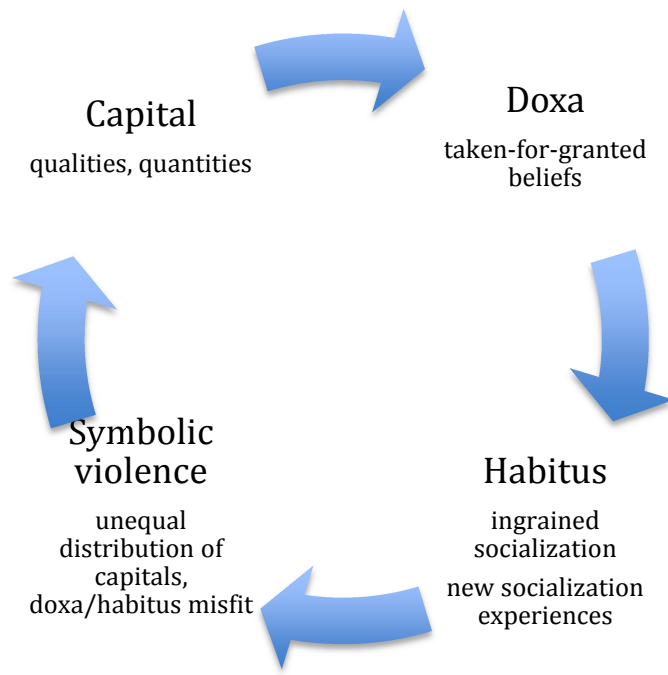 Capital
qualities, quantities
Doxa
taken-for-granted
beliefs
Habitus
ingrained
socialization
new socialization
experiences
Symbolic
violence
unequal
distribution of
capitals,
doxa/habitus misfit